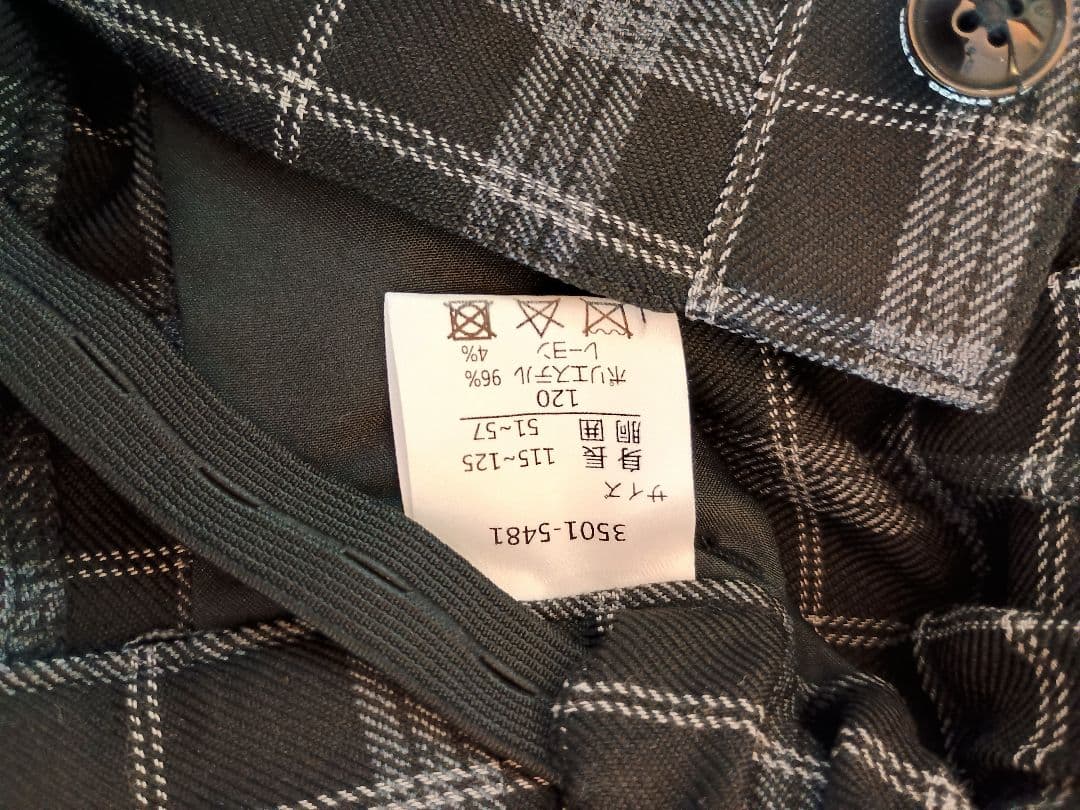 3501-5481
サイズ
身長 115~125
胴囲 51~57
120
ポリエステル 96%
レーヨン 4%